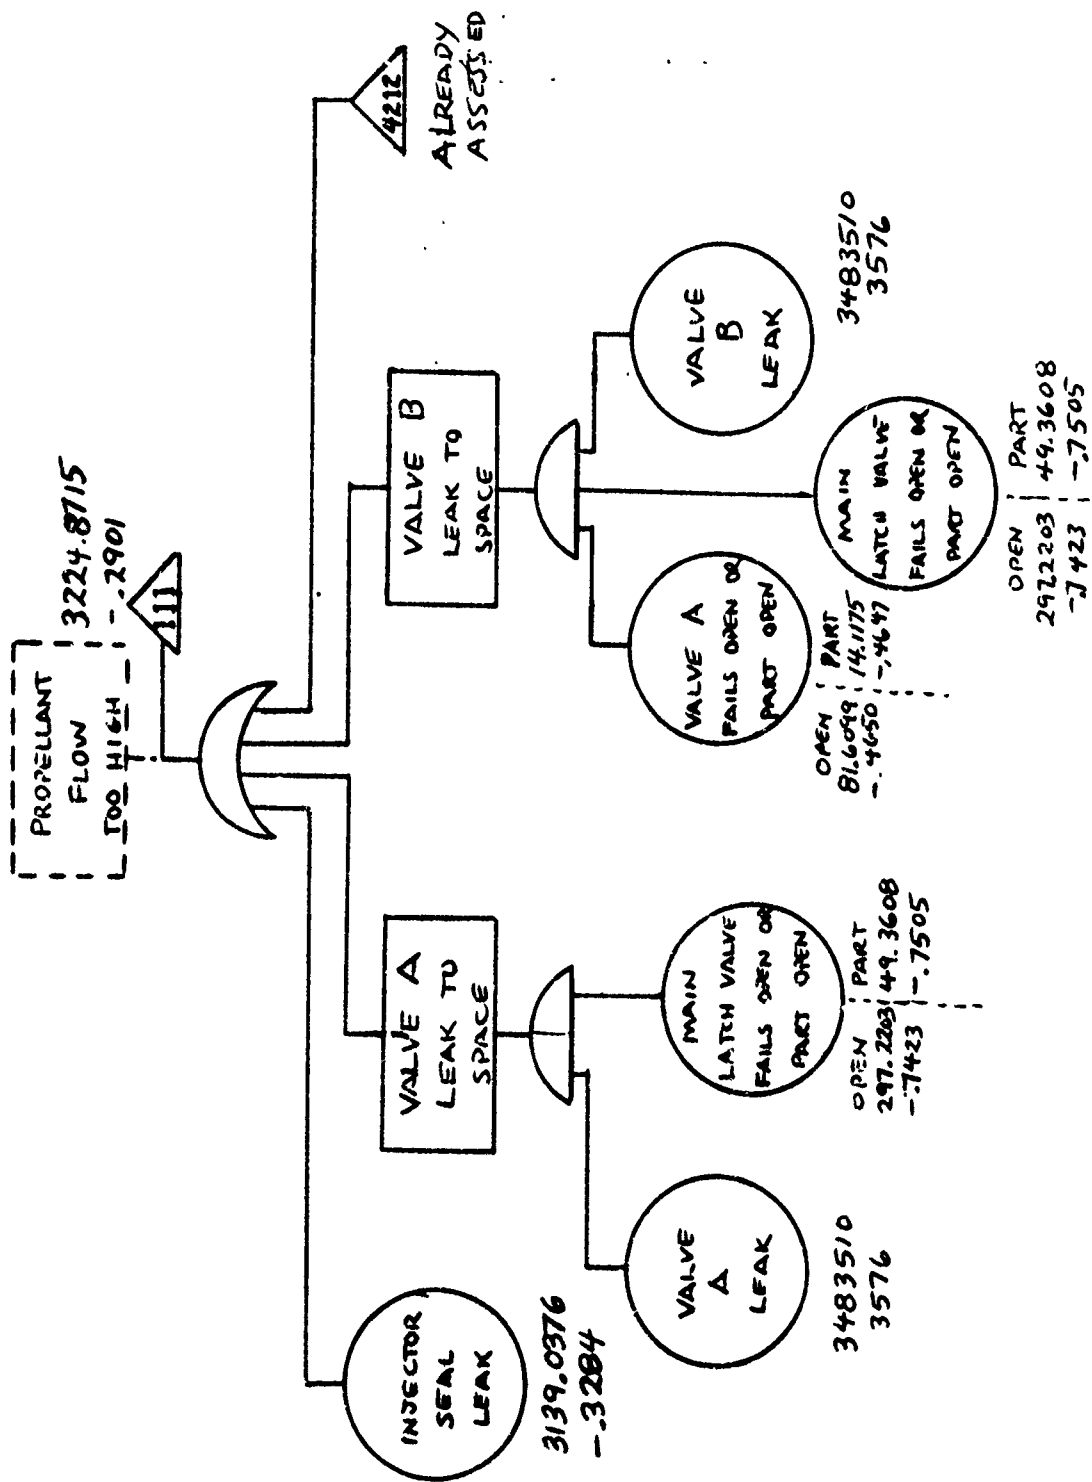 PROPELLANT
FLOW
TOO HIGH
3224.8715
-.2901
111
4212
ALREADY
ASSESSED
INJECTOR
SEAL
LEAK
3139.0376
-.3284
VALVE A
LEAK TO
SPACE
VALVE
A
LEAK
3483510
3576
MAIN
LATCH VALVE
FAILS OPEN OR
PART OPEN
OPEN PART
297.2203 49.3608
-.7423 -.7505
VALVE B
LEAK TO
SPACE
VALVE A
FAILS OPEN OR
PART OPEN
OPEN PART
81.6099 14.1175
-.4650 -.4697
MAIN
LATCH VALVE
FAILS OPEN OR
PART OPEN
OPEN PART
297.2203 49.3608
-.7423 -.7505
VALVE
B
LEAK
3483510
3576